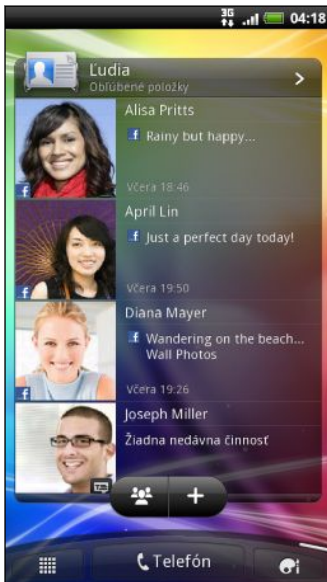 3G
04:18
Ľudia
Obľúbené položky
Alisa Pritts
f Rainy but happy...
Včera 18:46
April Lin
f Just a perfect day today!
Včera 19:50
Diana Mayer
f Wandering on the beach...
Wall Photos
Včera 19:26
Joseph Miller
Žiadna nedávna činnosť
Telefón